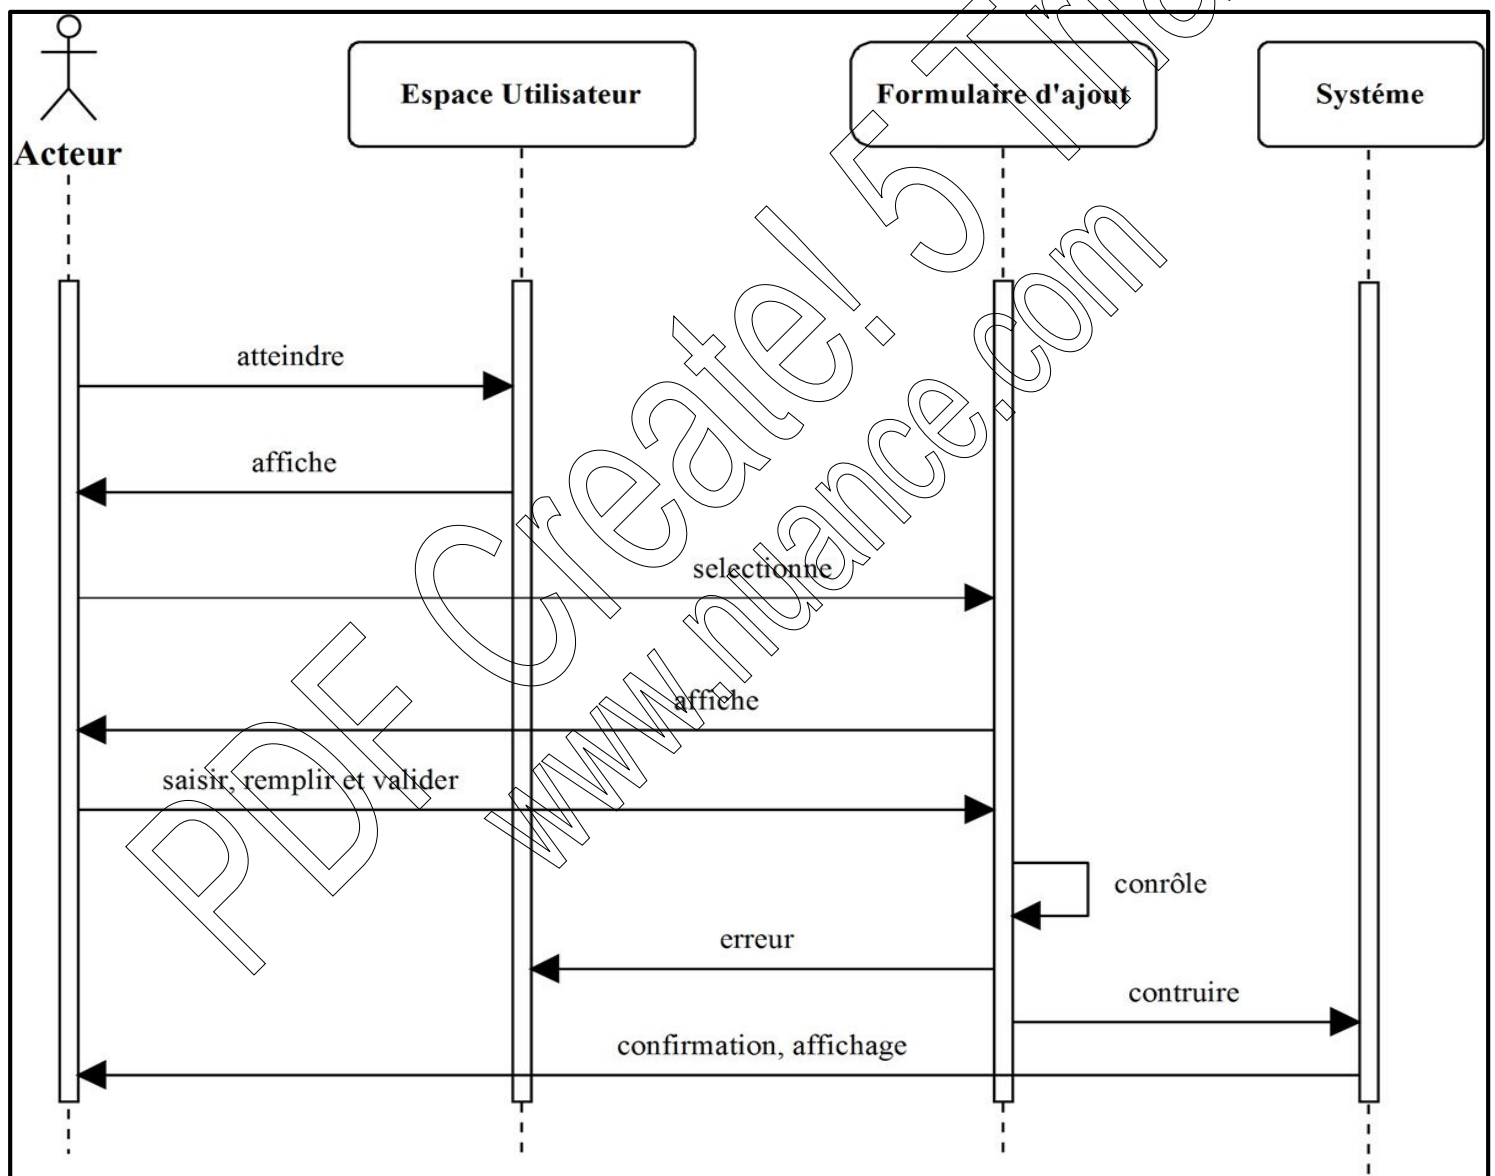 Espace Utilisateur
Formulaire d'ajout
Systéme
Acteur
atteindre
affiche
selectionne
affiche
saisir, remplir et valider
conrôle
erreur
contruire
confirmation, affichage
PDF Create! 5
www.nuance.com